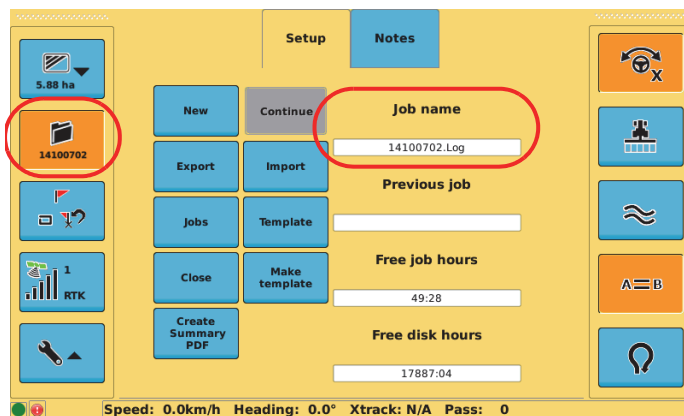 Setup
Notes
5.88 ha
14100702
1
RTK
New
Continue
Export
Import
Jobs
Template
Close
Make
template
Create
Summary
PDF
Job name
14100702.Log
Previous job
Free job hours
49:28
Free disk hours
17887:04
X
A=B
Speed: 0.0km/h Heading: 0.0° Xtrack: N/A Pass: 0